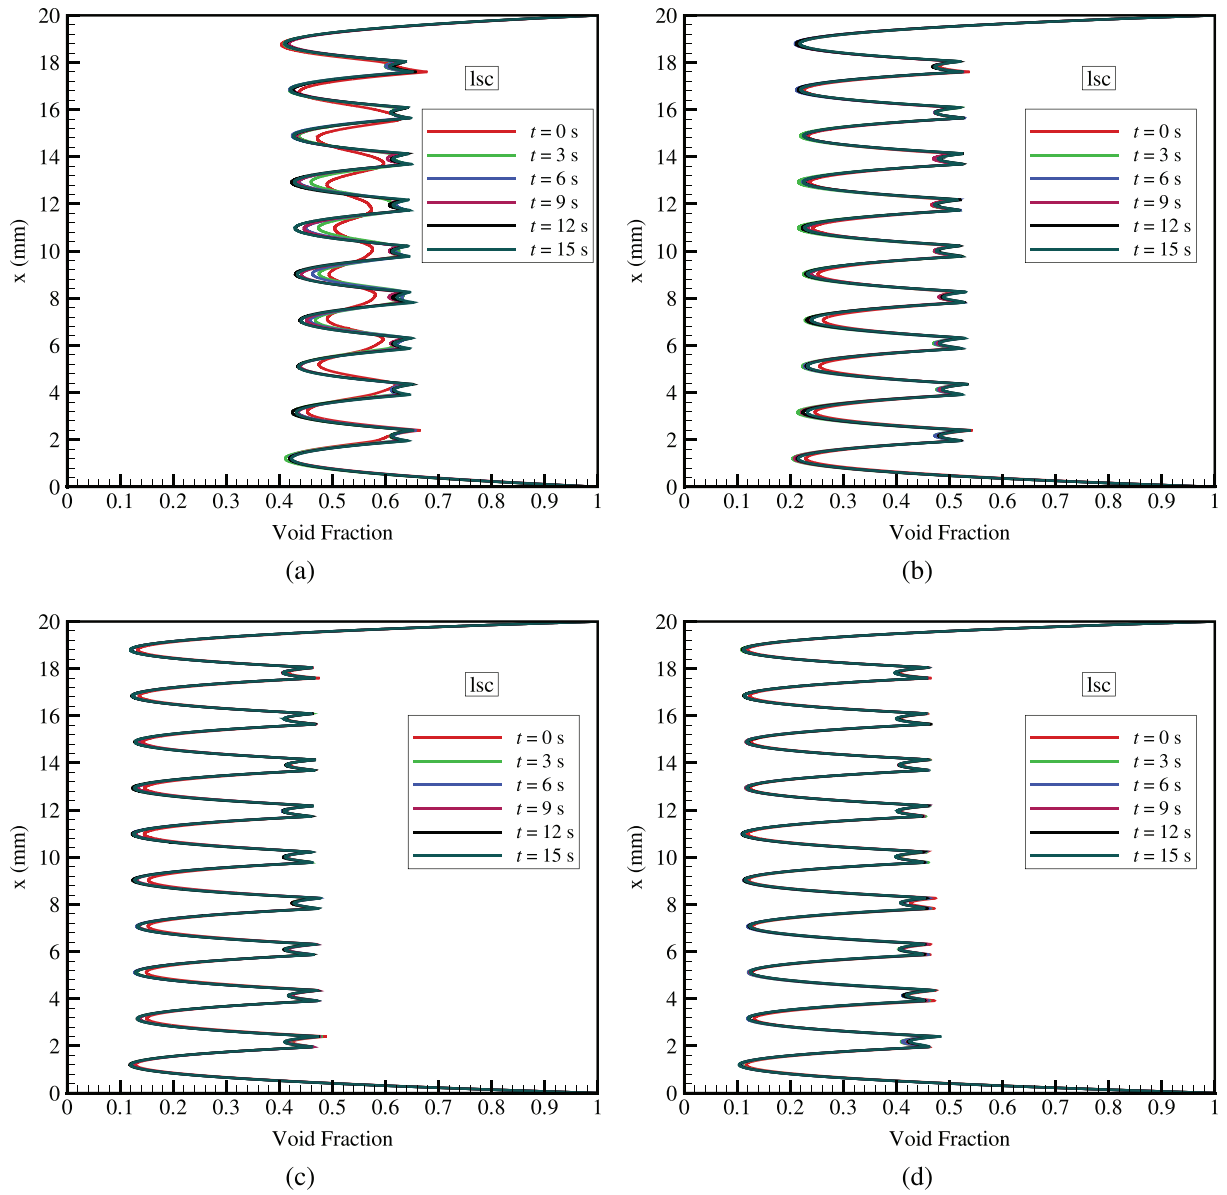 20
18
16
14
12
10
8
6
4
2
0
x (mm)
lsc
t = 0 s
t = 3 s
t = 6 s
t = 9 s
t = 12 s
t = 15 s
0 0.1 0.2 0.3 0.4 0.5 0.6 0.7 0.8 0.9 1
Void Fraction
(a)
20
18
16
14
12
10
8
6
4
2
0
x (mm)
lsc
t = 0 s
t = 3 s
t = 6 s
t = 9 s
t = 12 s
t = 15 s
0 0.1 0.2 0.3 0.4 0.5 0.6 0.7 0.8 0.9 1
Void Fraction
(b)
20
18
16
14
12
10
8
6
4
2
0
x (mm)
lsc
t = 0 s
t = 3 s
t = 6 s
t = 9 s
t = 12 s
t = 15 s
0 0.1 0.2 0.3 0.4 0.5 0.6 0.7 0.8 0.9 1
Void Fraction
(c)
20
18
16
14
12
10
8
6
4
2
0
x (mm)
lsc
t = 0 s
t = 3 s
t = 6 s
t = 9 s
t = 12 s
t = 15 s
0 0.1 0.2 0.3 0.4 0.5 0.6 0.7 0.8 0.9 1
Void Fraction
(d)